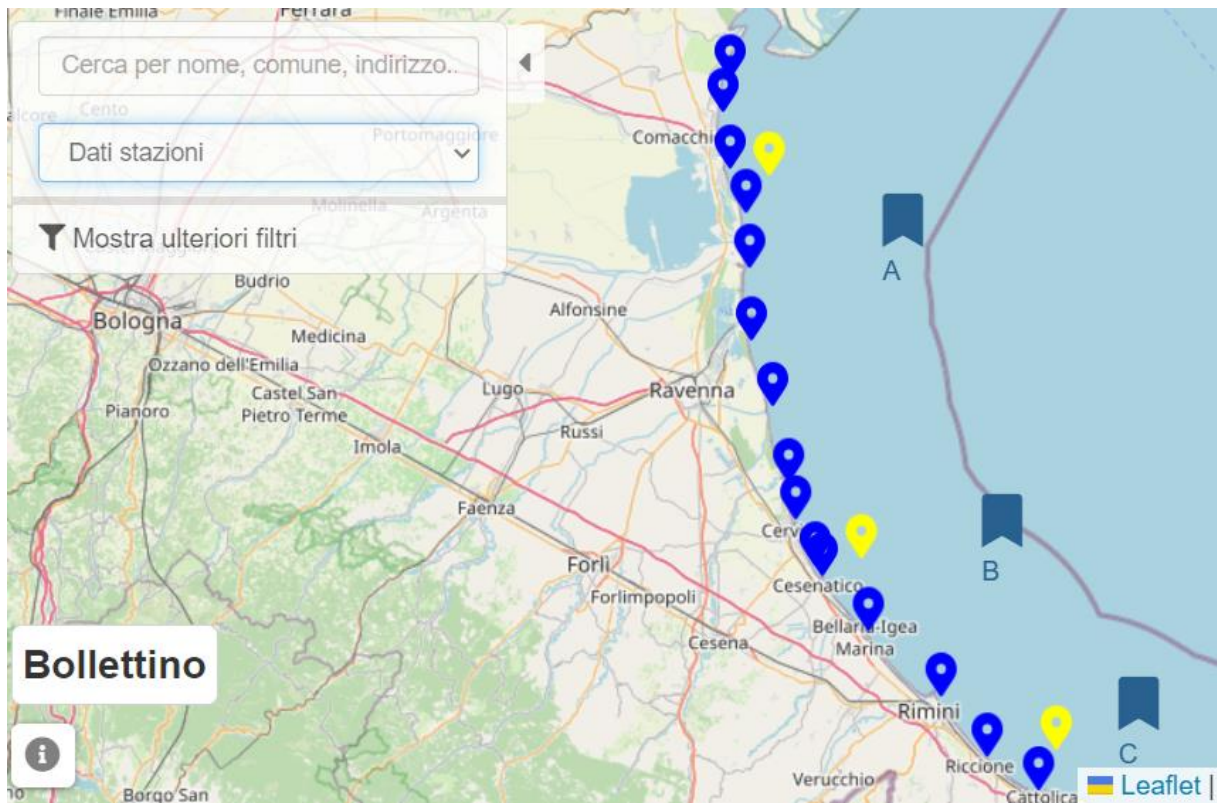 Finale Emilia
Ferrara
Cerca per nome, comune, indirizzo..
Cento
Portomaggiore
Dati stazioni
Comacchi
Molinella
Argenta
Mostra ulteriori filtri
A
Budrio
Alfonsine
Bologna
Medicina
Ozzano dell'Emilia
Castel San
Pietro Terme
Lugo
Ravenna
Pianoro
Russi
Imola
Faenza
Cervi
B
Forlì
Cesenatico
Forlimpopoli
Bellaria-Igea
Marina
Cesena
Bollettino
Rimini
C
Riccione
Verucchio
Leaflet |
Borgo San
Cattolica